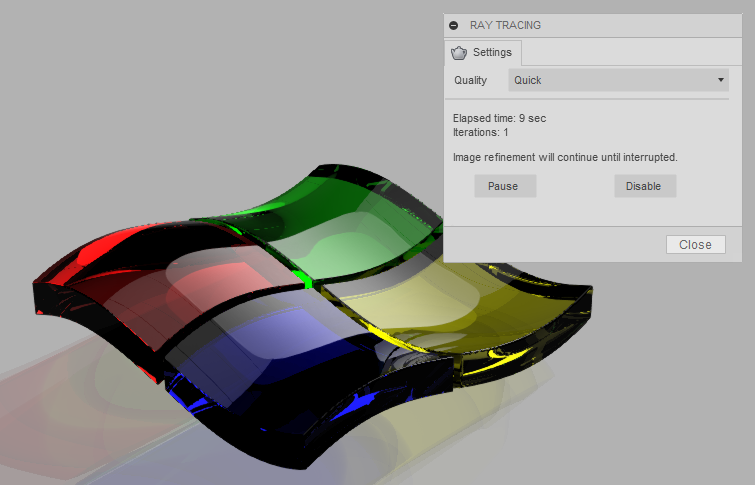 RAY TRACING
Settings
Quality Quick
Elapsed time: 9 sec
Iterations: 1
Image refinement will continue until interrupted.
Pause Disable
Close